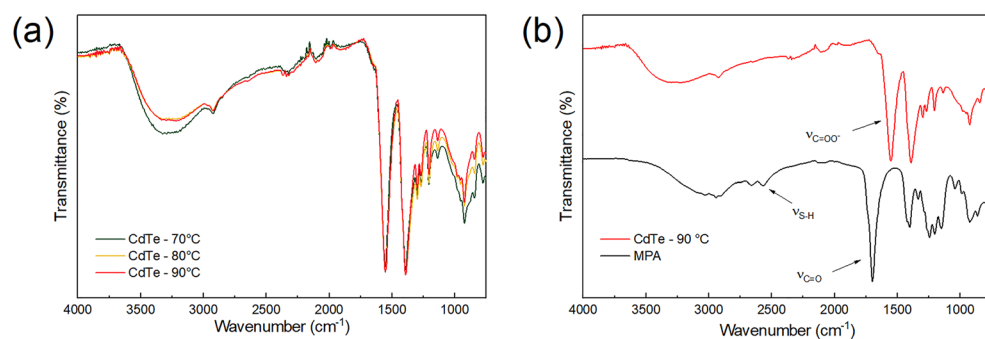 (a)
Transmittance (%)
CdTe - 70°C
CdTe - 80°C
CdTe - 90°C
4000 3500 3000 2500 2000 1500 1000
Wavenumber (cm⁻¹)
(b)
Transmittance (%)
νC=OO⁻
νS-H
CdTe - 90 °C
MPA
νC=O
4000 3500 3000 2500 2000 1500 1000
Wavenumber (cm⁻¹)